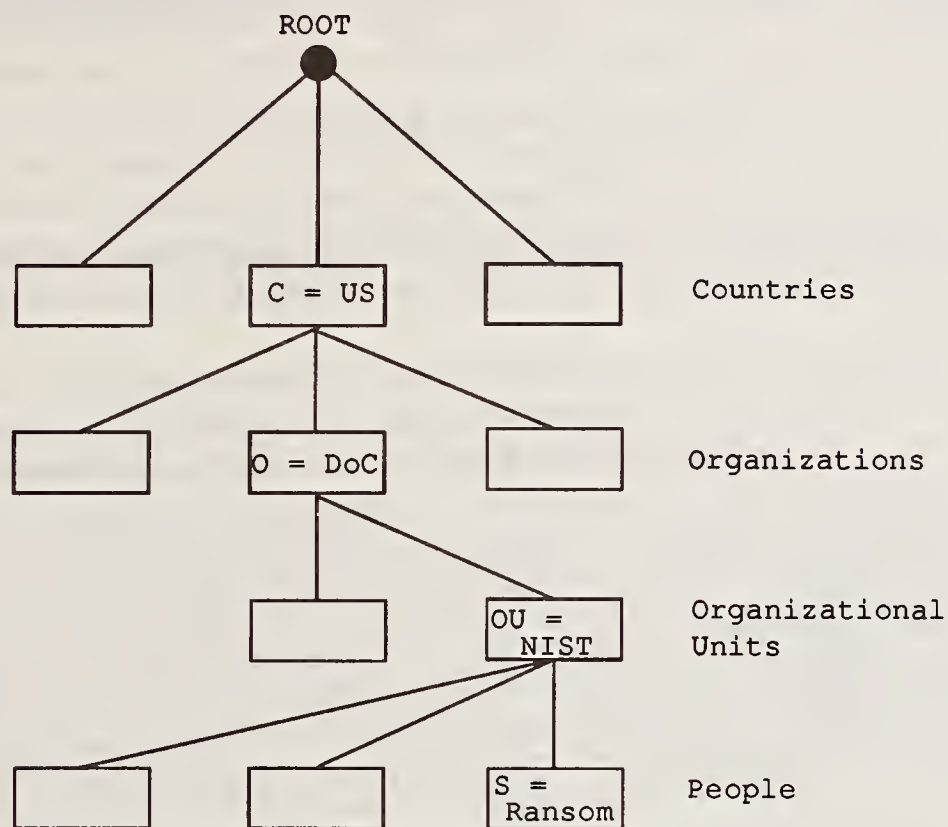 ROOT
C = US
Countries
O = DoC
Organizations
OU =
NIST
Organizational
Units
S =
Ransom
People